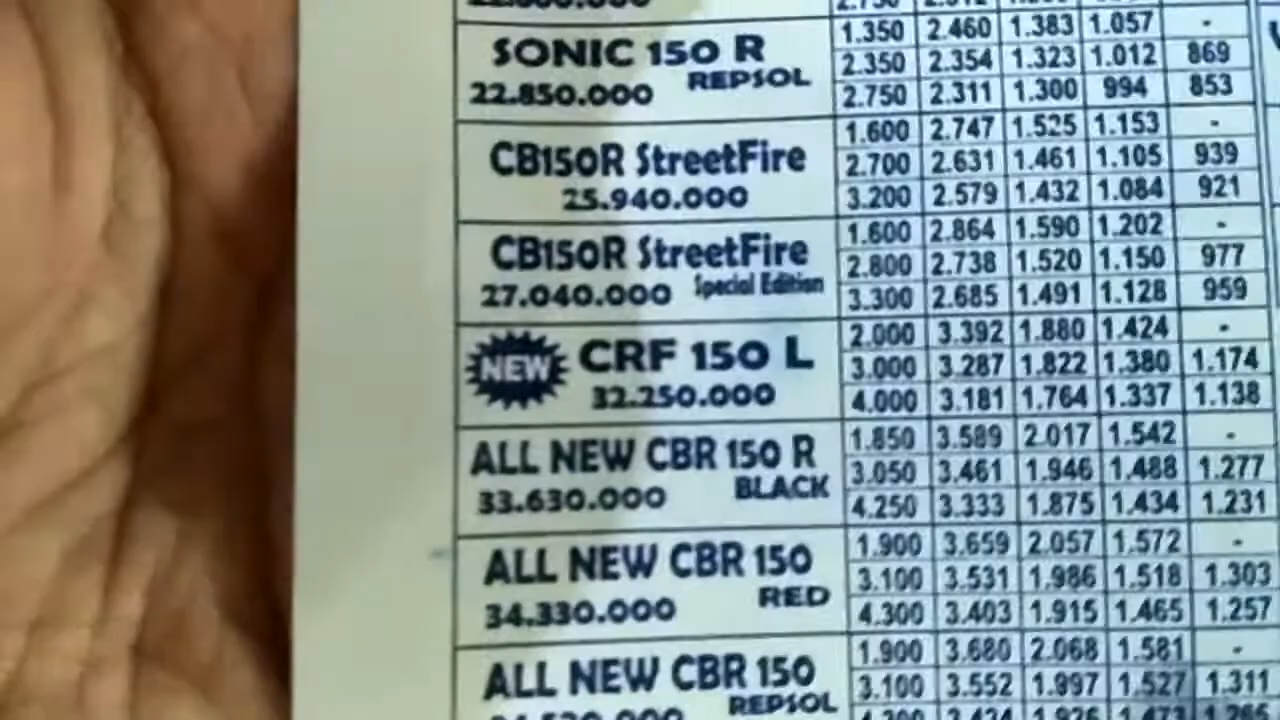 SONIC 150 R
REPSOL
22.850.000
1.350 2.460 1.383 1.057 -
2.350 2.354 1.323 1.012 869
2.750 2.311 1.300 994 853
CB150R StreetFire
25.940.000
1.600 2.747 1.525 1.153 -
2.700 2.631 1.461 1.105 939
3.200 2.579 1.432 1.084 921
CB150R StreetFire
Special Edition
27.040.000
1.600 2.864 1.590 1.202 -
2.800 2.738 1.520 1.150 977
3.300 2.685 1.491 1.128 959
NEW CRF 150 L
32.250.000
2.000 3.392 1.880 1.424 -
3.000 3.287 1.822 1.380 1.174
4.000 3.181 1.764 1.337 1.138
ALL NEW CBR 150 R
BLACK
33.630.000
1.850 3.589 2.017 1.542 -
3.050 3.461 1.946 1.488 1.277
4.250 3.333 1.875 1.434 1.231
ALL NEW CBR 150
RED
34.330.000
1.900 3.659 2.057 1.572 -
3.100 3.531 1.986 1.518 1.303
4.300 3.403 1.915 1.465 1.257
ALL NEW CBR 150
REPSOL
1.900 3.680 2.068 1.581 -
3.100 3.552 1.997 1.527 1.311